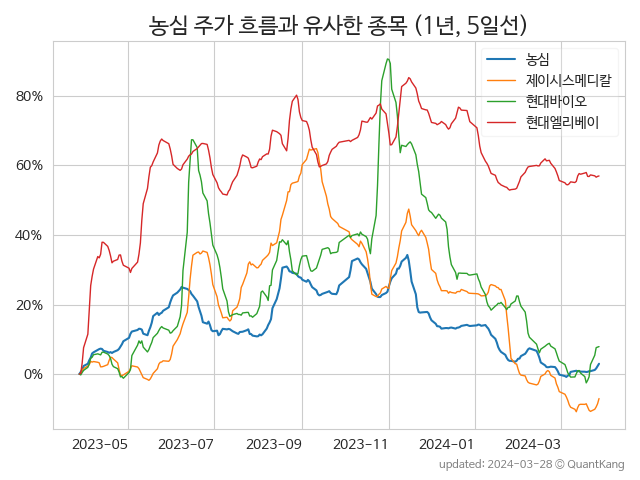 농심 주가 흐름과 유사한 종목 (1년, 5일선)
농심
제이시스메디칼
현대바이오
현대엘리베이
80%
60%
40%
20%
0%
2023-05 2023-07 2023-09 2023-11 2024-01 2024-03
updated: 2024-03-28 © QuantKang